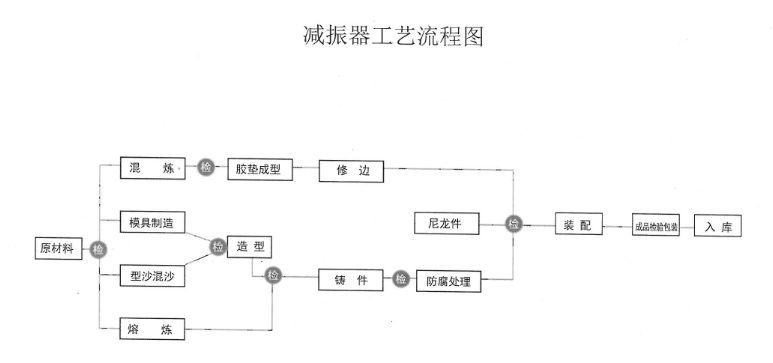 减振器工艺流程图
混 炼
检
胶垫成型
修 边
模具制造
尼龙件
检
装 配
成品检验包装
入 库
原材料
检
检
造 型
型沙混沙
检
铸 件
检
防腐处理
熔 炼